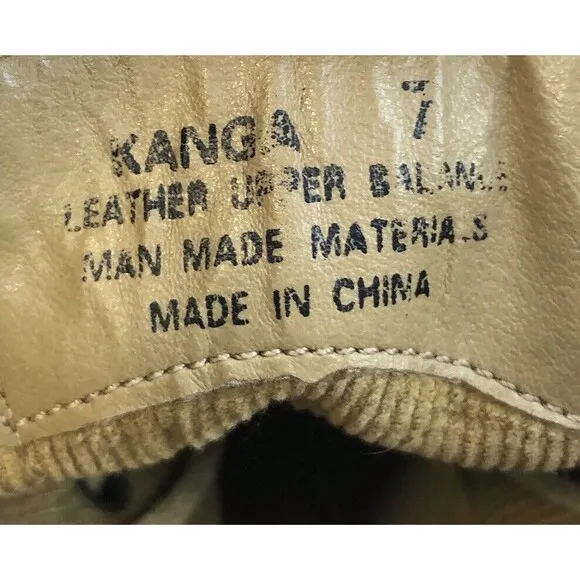 KANGA 7
LEATHER UPPER BALANCE
MAN MADE MATERIALS
MADE IN CHINA